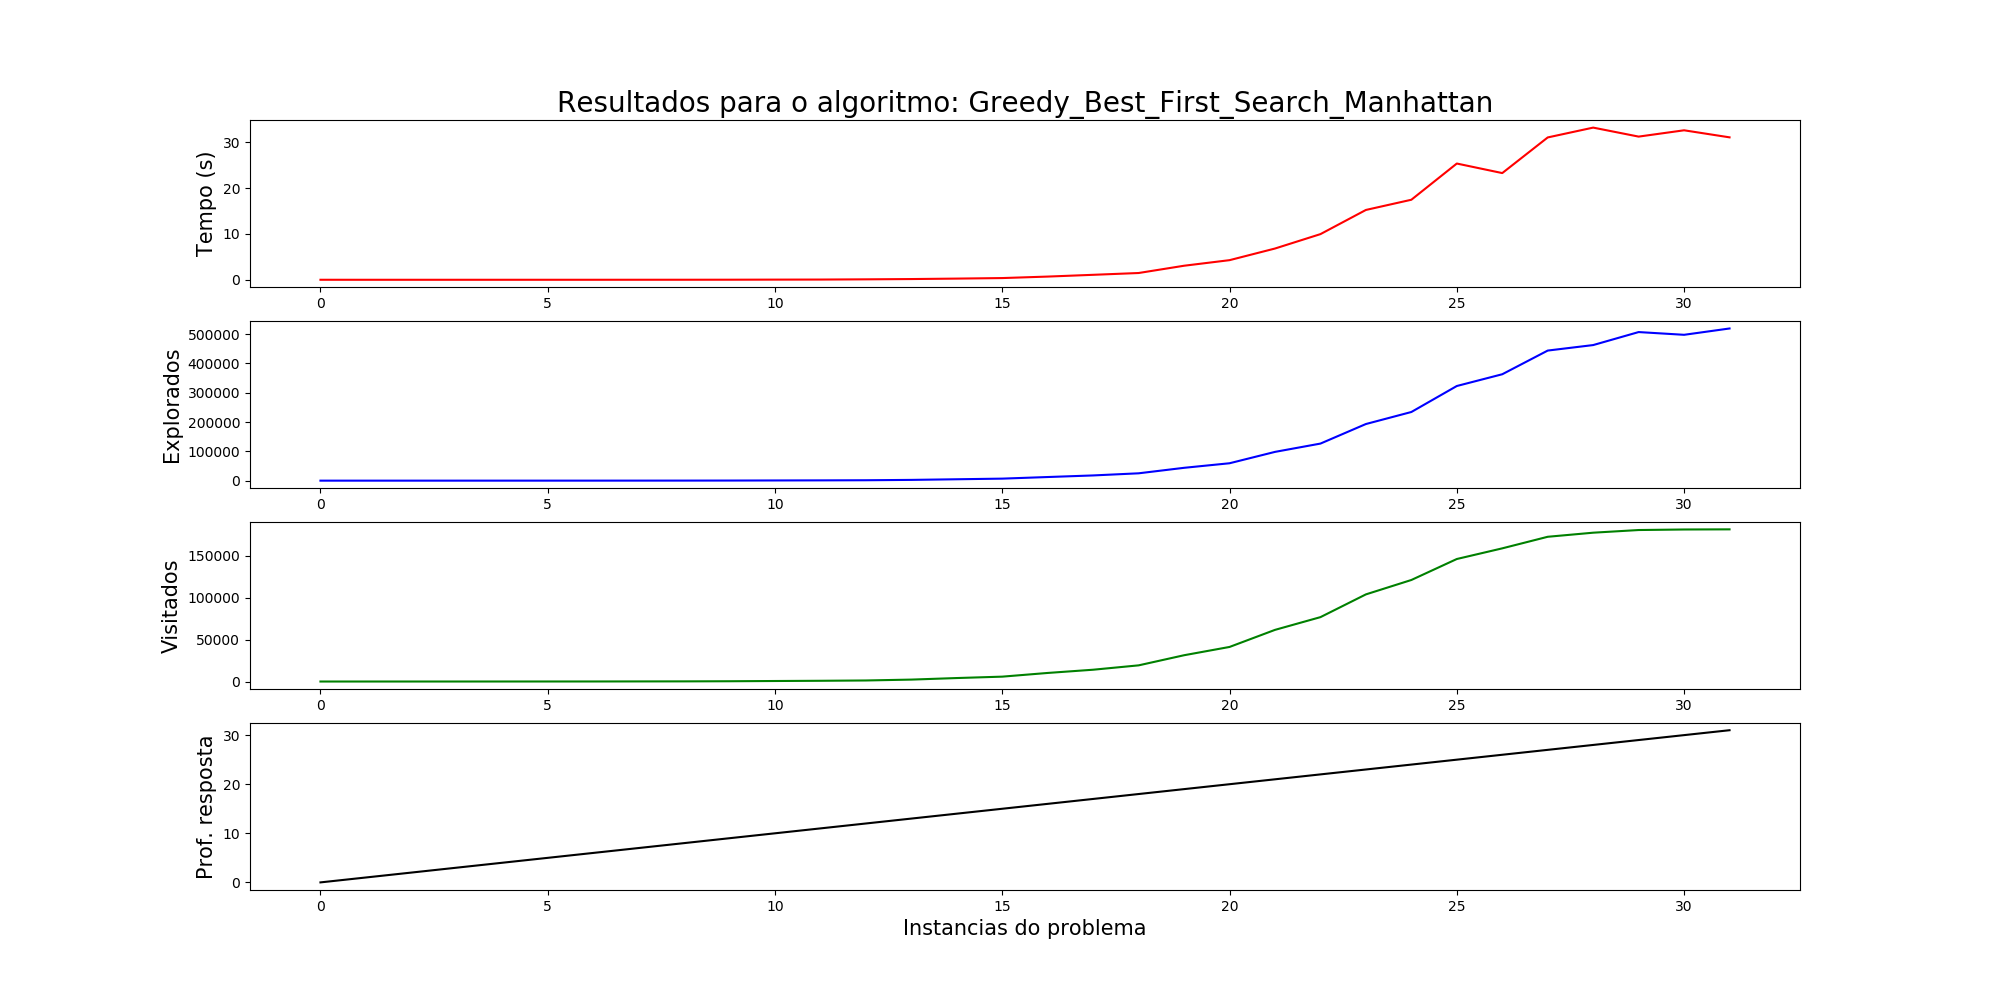 Resultados para o algoritmo: Greedy_Best_First_Search_Manhattan
Tempo (s)
30
20
10
0
0 5 10 15 20 25 30
Explorados
500000
400000
300000
200000
100000
0
0 5 10 15 20 25 30
Visitados
150000
100000
50000
0
0 5 10 15 20 25 30
Prof. resposta
30
20
10
0
0 5 10 15 20 25 30
Instancias do problema